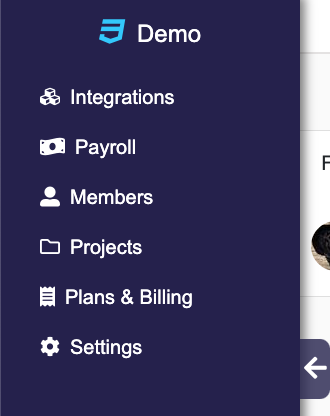 Demo
Integrations
Payroll
Members
Projects
Plans & Billing
Settings